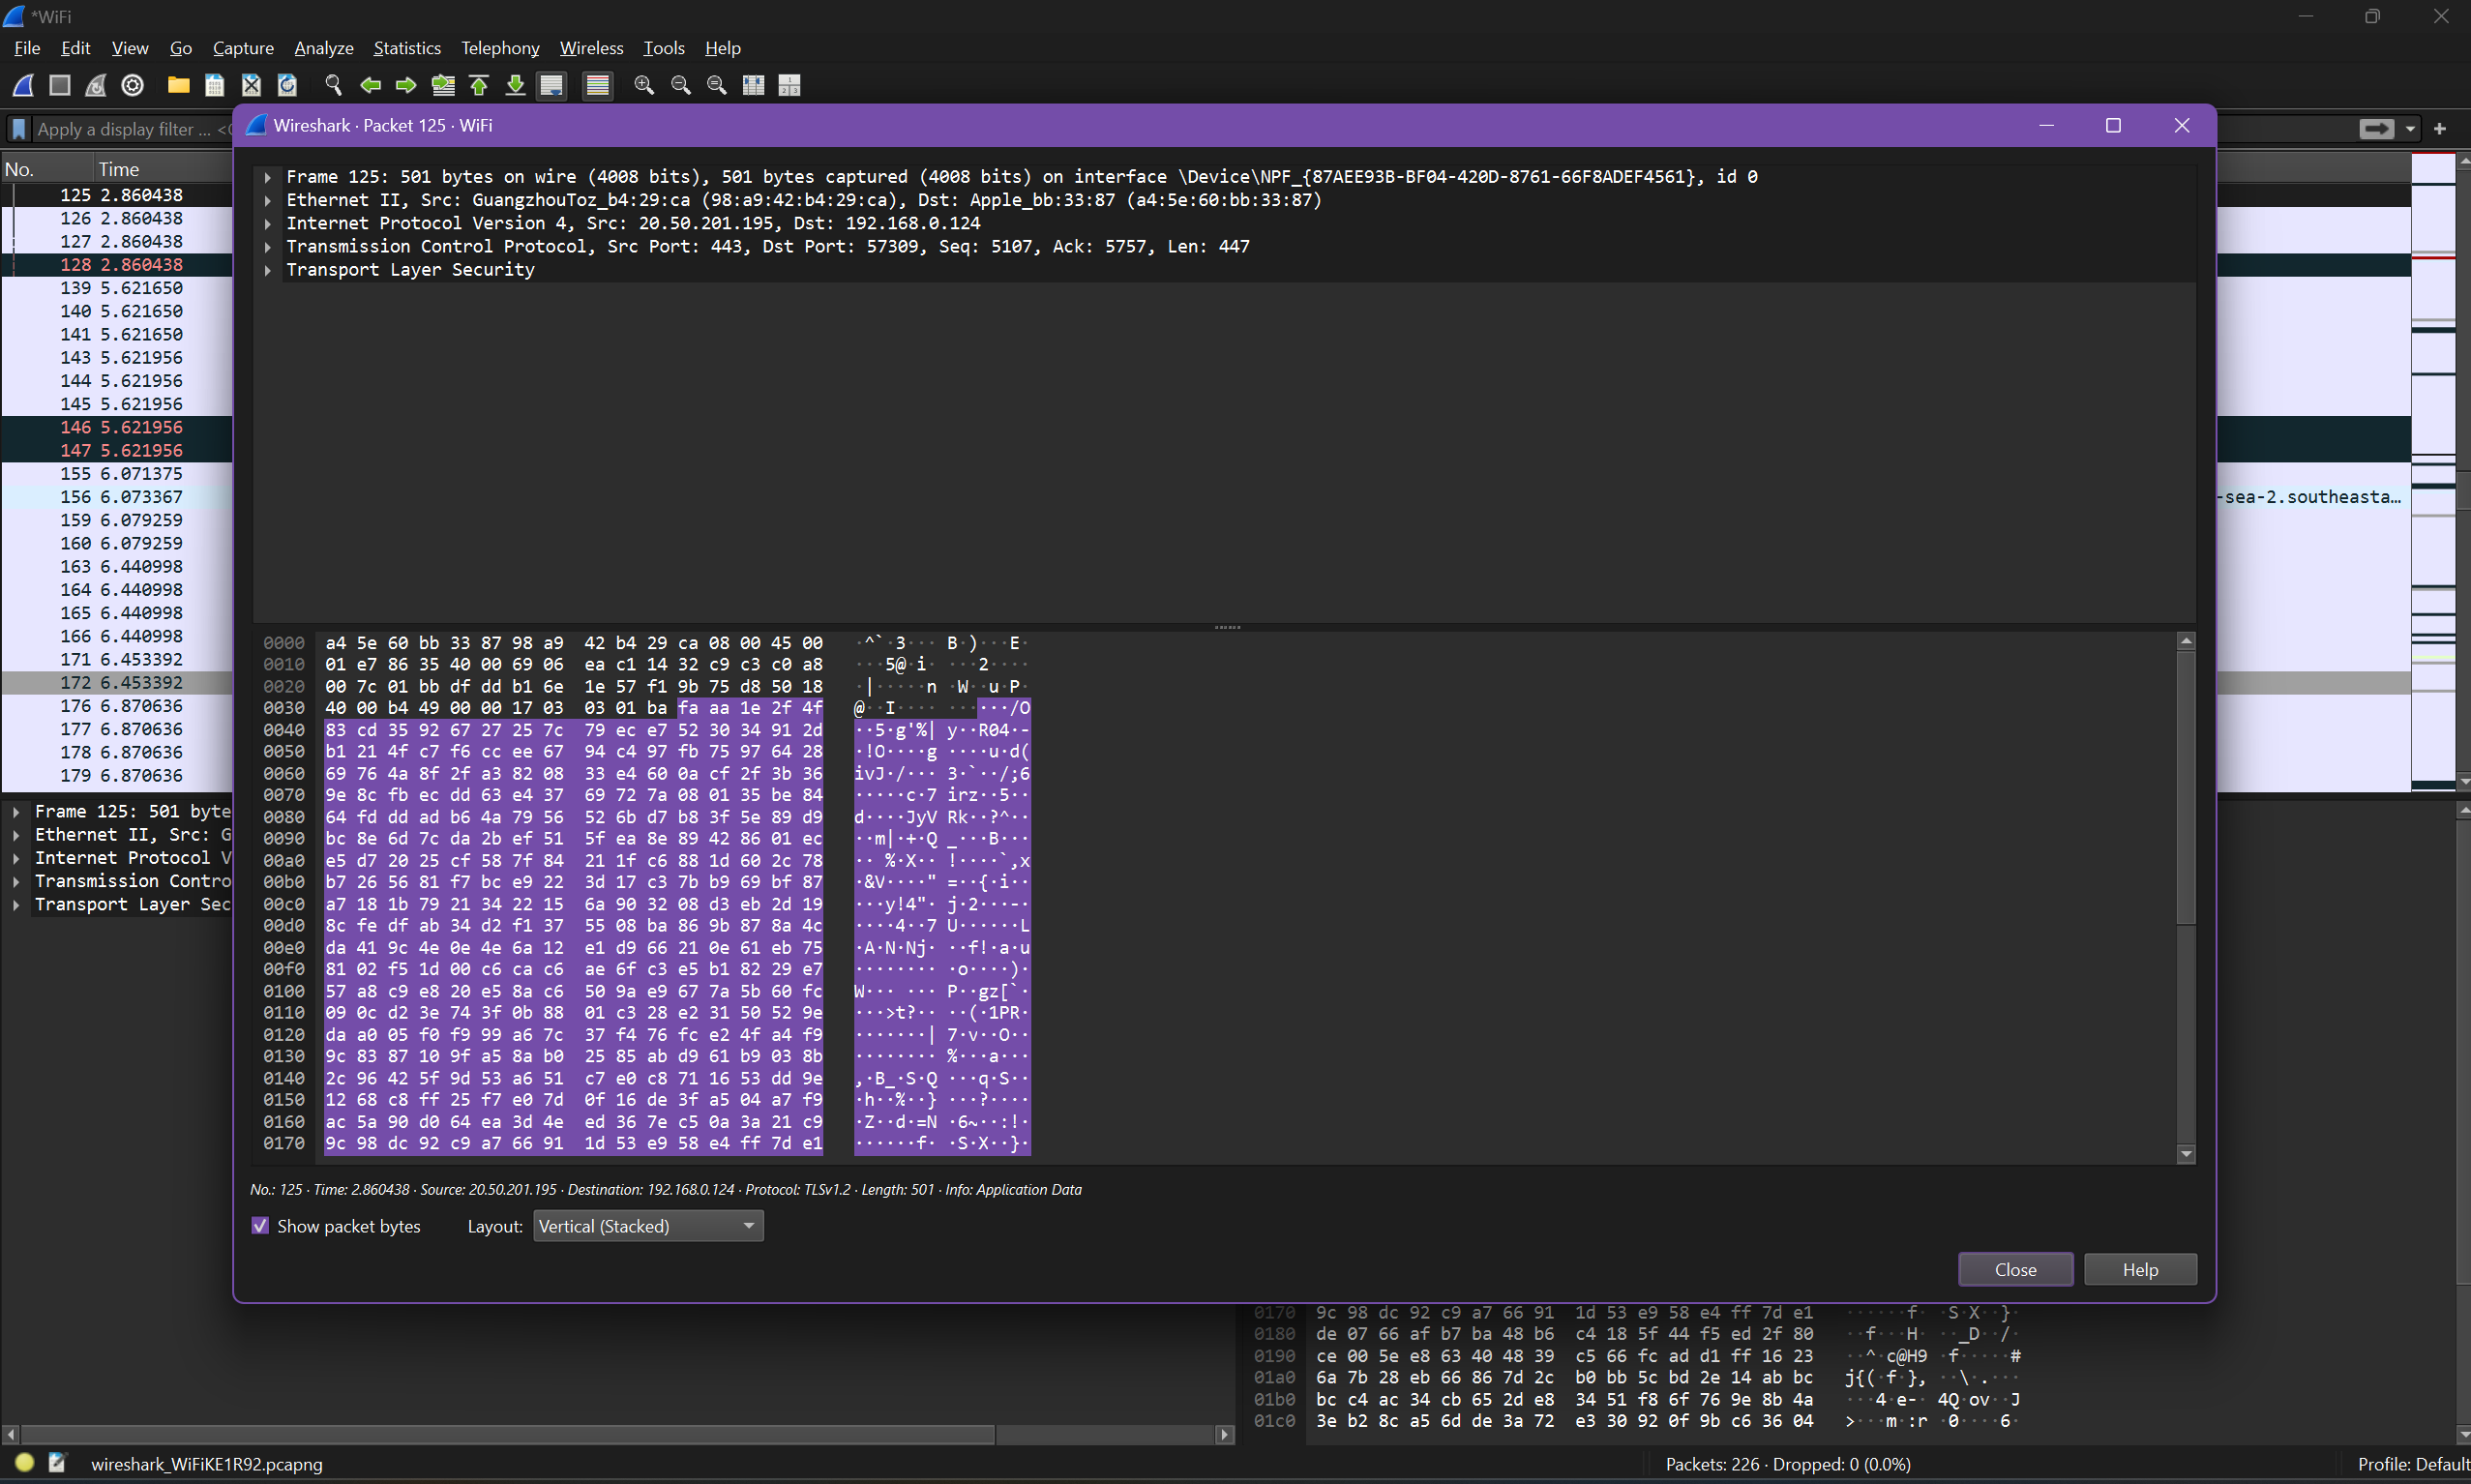 *WiFi
File Edit View Go Capture Analyze Statistics Telephony Wireless Tools Help
Apply a display filter ...
Wireshark · Packet 125 · WiFi
No. Time
125 2.860438
126 2.860438
127 2.860438
128 2.860438
139 5.621650
140 5.621650
141 5.621650
143 5.621956
144 5.621956
145 5.621956
146 5.621956
147 5.621956
155 6.071375
156 6.073367
159 6.079259
160 6.079259
163 6.440998
164 6.440998
165 6.440998
166 6.440998
171 6.453392
172 6.453392
176 6.870636
177 6.870636
178 6.870636
179 6.870636
-sea-2.southeasta…
Frame 125: 501 byte
Ethernet II, Src: G
Internet Protocol V
Transmission Contro
Transport Layer Sec
Frame 125: 501 bytes on wire (4008 bits), 501 bytes captured (4008 bits) on interface \Device\NPF_{87AEE93B-BF04-420D-8761-66F8ADEF4561}, id 0
Ethernet II, Src: GuangzhouToz_b4:29:ca (98:a9:42:b4:29:ca), Dst: Apple_bb:33:87 (a4:5e:60:bb:33:87)
Internet Protocol Version 4, Src: 20.50.201.195, Dst: 192.168.0.124
Transmission Control Protocol, Src Port: 443, Dst Port: 57309, Seq: 5107, Ack: 5757, Len: 447
Transport Layer Security
0000 a4 5e 60 bb 33 87 98 a9 42 b4 29 ca 08 00 45 00 ·^`·3··· B·)···E·
0010 01 e7 86 35 40 00 69 06 ea c1 14 32 c9 c3 c0 a8 ···5@·i· ···2····
0020 00 7c 01 bb df dd b1 6e 1e 57 f1 9b 75 d8 50 18 ·|·····n ·W··u·P·
0030 40 00 b4 49 00 00 17 03 03 01 ba fa aa 1e 2f 4f @··I···· ······/O
0040 83 cd 35 92 67 27 25 7c 79 ec e7 52 30 34 91 2d ··5·g'%| y··R04·-
0050 b1 21 4f c7 f6 cc ee 67 94 c4 97 fb 75 97 64 28 ·!O····g ····u·d(
0060 69 76 4a 8f 2f a3 82 08 33 e4 60 0a cf 2f 3b 36 ivJ·/··· 3·`··/;6
0070 9e 8c fb ec dd 63 e4 37 69 72 7a 08 01 35 be 84 ·····c·7 irz··5··
0080 64 fd dd ad b6 4a 79 56 52 6b d7 b8 3f 5e 89 d9 d····JyV Rk··?^··
0090 bc 8e 6d 7c da 2b ef 51 5f ea 8e 89 42 86 01 ec ··m|·+·Q _···B···
00a0 e5 d7 20 25 cf 58 7f 84 21 1f c6 88 1d 60 2c 78 ·· %·X·· !····`,x
00b0 b7 26 56 81 f7 bc e9 22 3d 17 c3 7b b9 69 bf 87 ·&V····" =··{·i··
00c0 a7 18 1b 79 21 34 22 15 6a 90 32 08 d3 eb 2d 19 ···y!4"· j·2···-·
00d0 8c fe df ab 34 d2 f1 37 55 08 ba 86 9b 87 8a 4c ····4··7 U······L
00e0 da 41 9c 4e 0e 4e 6a 12 e1 d9 66 21 0e 61 eb 75 ·A·N·Nj· ··f!·a·u
00f0 81 02 f5 1d 00 c6 ca c6 ae 6f c3 e5 b1 82 29 e7 ········ ·o····)·
0100 57 a8 c9 e8 20 e5 8a c6 50 9a e9 67 7a 5b 60 fc W··· ··· P··gz[`·
0110 09 0c d2 3e 74 3f 0b 88 01 c3 28 e2 31 50 52 9e ···>t?·· ··(·1PR·
0120 da a0 05 f0 f9 99 a6 7c 37 f4 76 fc e2 4f a4 f9 ·······| 7·v··O··
0130 9c 83 87 10 9f a5 8a b0 25 85 ab d9 61 b9 03 8b ········ %···a···
0140 2c 96 42 5f 9d 53 a6 51 c7 e0 c8 71 16 53 dd 9e ,·B_·S·Q ···q·S··
0150 12 68 c8 ff 25 f7 e0 7d 0f 16 de 3f a5 04 a7 f9 ·h··%··} ···?····
0160 ac 5a 90 d0 64 ea 3d 4e ed 36 7e c5 0a 3a 21 c9 ·Z··d·=N ·6~··:!·
0170 9c 98 dc 92 c9 a7 66 91 1d 53 e9 58 e4 ff 7d e1 ······f· ·S·X··}·
No.: 125 · Time: 2.860438 · Source: 20.50.201.195 · Destination: 192.168.0.124 · Protocol: TLSv1.2 · Length: 501 · Info: Application Data
Show packet bytes Layout: Vertical (Stacked)
Close Help
0170 9c 98 dc 92 c9 a7 66 91 1d 53 e9 58 e4 ff 7d e1 ······f· ·S·X··}·
0180 de 07 66 af b7 ba 48 b6 c4 18 5f 44 f5 ed 2f 80 ··f···H· ··_D··/·
0190 ce 00 5e e8 63 40 48 39 c5 66 fc ad d1 ff 16 23 ··^·c@H9 ·f·····#
01a0 6a 7b 28 eb 66 86 7d 2c b0 bb 5c bd 2e 14 ab bc j{(·f·}, ··\·.···
01b0 bc c4 ac 34 cb 65 2d e8 34 51 f8 6f 76 9e 8b 4a ···4·e-· 4Q·ov··J
01c0 3e b2 8c a5 6d de 3a 72 e3 30 92 0f 9b c6 36 04 >···m·:r ·0····6·
wireshark_WiFiKE1R92.pcapng Packets: 226 · Dropped: 0 (0.0%) Profile: Default